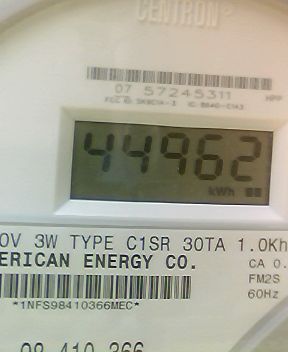 CENTRON®
07 57245311
44962
kWh
0V 3W TYPE C1SR 30TA 1.0Kh
ERICAN ENERGY CO.
CA 0.
FM2S
60Hz
*1NFS98410366MEC*
98 410 366